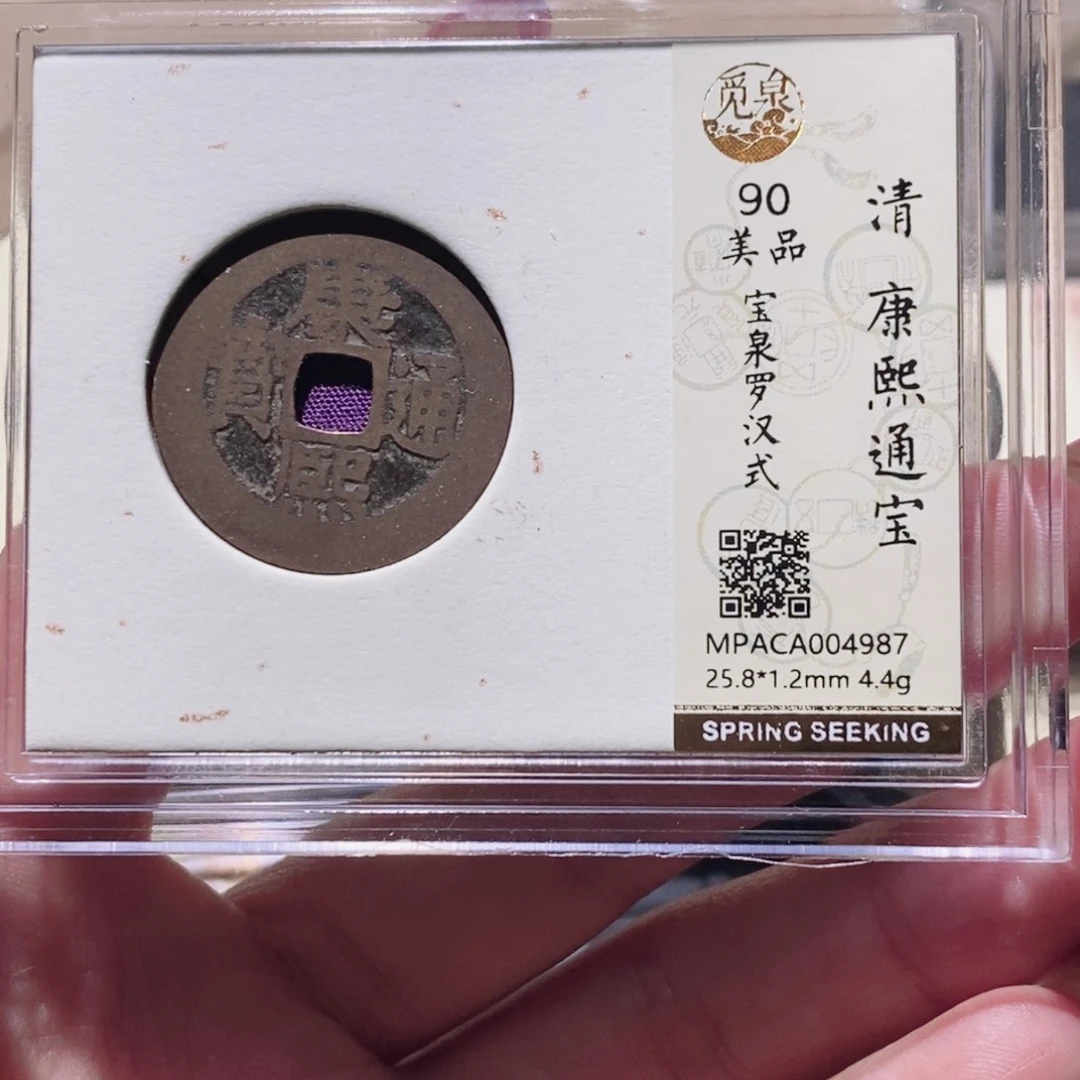 康熙通寶
觅泉
90
美品
宝泉罗汉式
清 康熙通宝
MPACA004987
25.8*1.2mm 4.4g
SPRING SEEKING